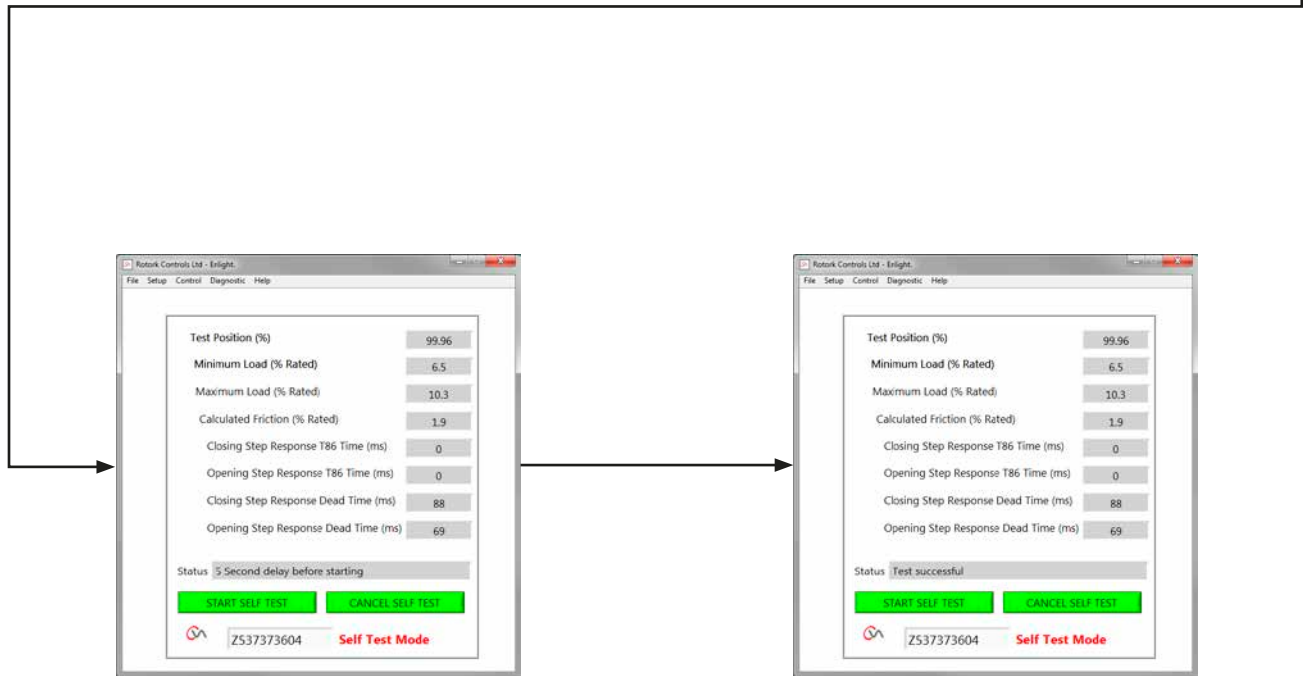 Rotork Controls Ltd - Enlight.
File Setup Control Diagnostic Help
Test Position (%) 99.96
Minimum Load (% Rated) 6.5
Maximum Load (% Rated) 10.3
Calculated Friction (% Rated) 1.9
Closing Step Response T86 Time (ms) 0
Opening Step Response T86 Time (ms) 0
Closing Step Response Dead Time (ms) 88
Opening Step Response Dead Time (ms) 69
Status 5 Second delay before starting
START SELF TEST CANCEL SELF TEST
Z537373604 Self Test Mode
Rotork Controls Ltd - Enlight.
File Setup Control Diagnostic Help
Test Position (%) 99.96
Minimum Load (% Rated) 6.5
Maximum Load (% Rated) 10.3
Calculated Friction (% Rated) 1.9
Closing Step Response T86 Time (ms) 0
Opening Step Response T86 Time (ms) 0
Closing Step Response Dead Time (ms) 88
Opening Step Response Dead Time (ms) 69
Status Test successful
START SELF TEST CANCEL SELF TEST
Z537373604 Self Test Mode